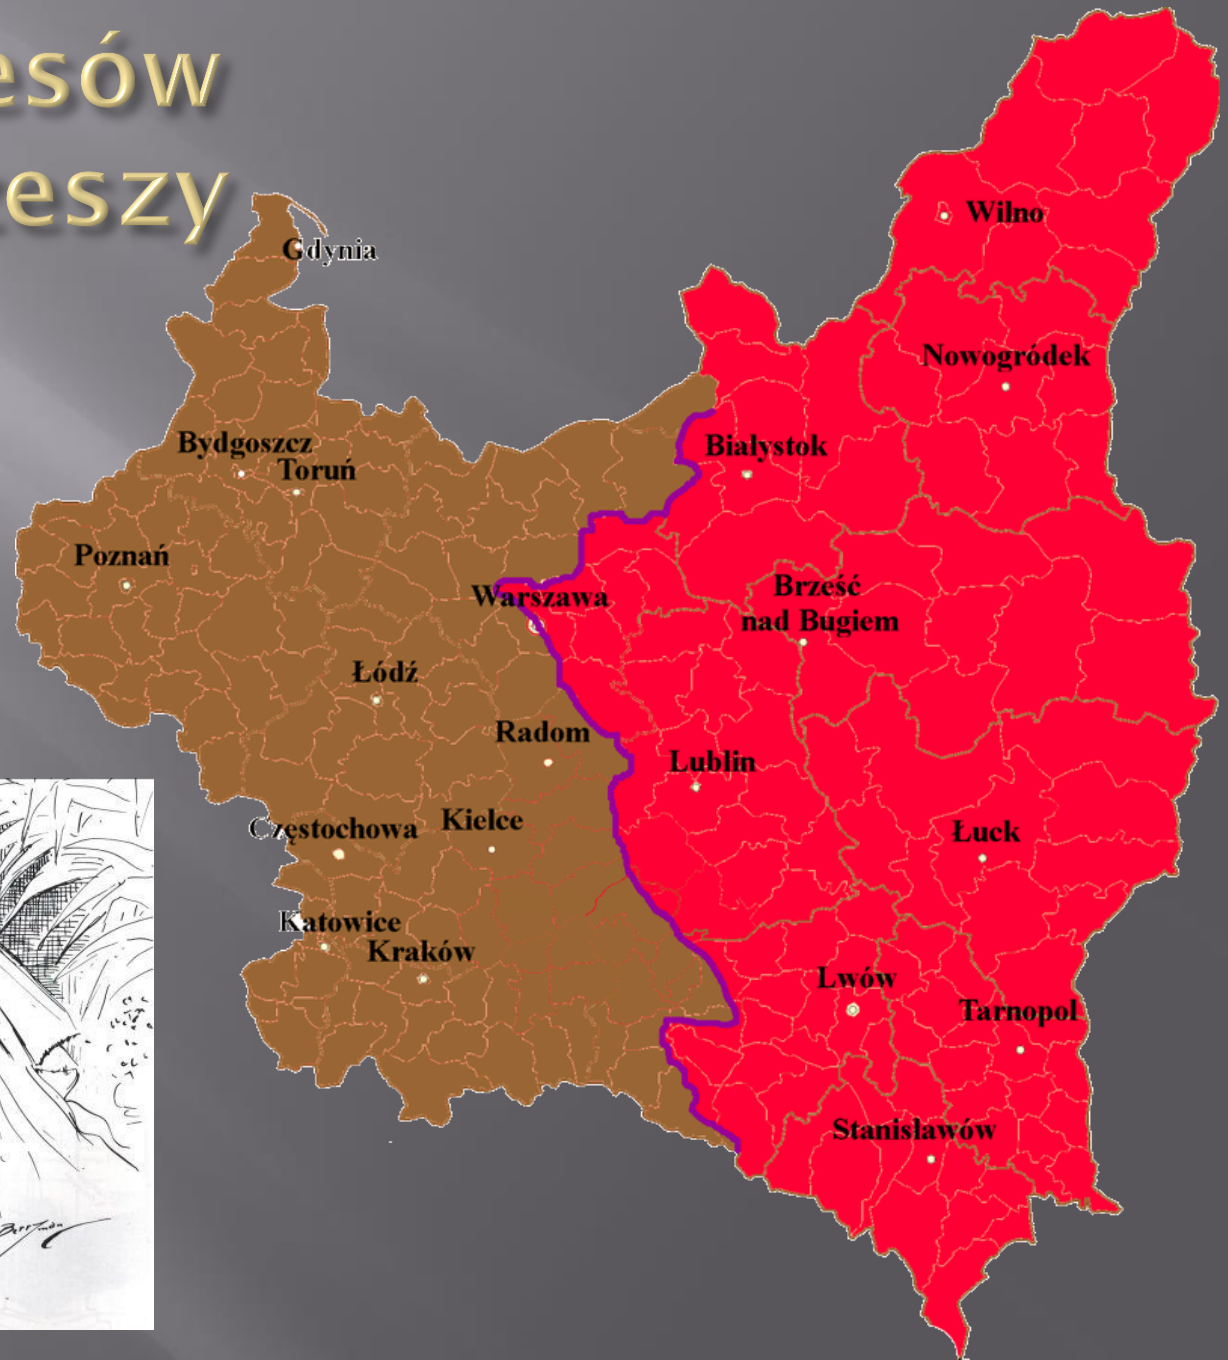 esów
eszy
Wilno
Gdynia
Nowogródek
Bydgoszcz
Białystok
Toruń
Poznań
Brześć
nad Bugiem
Warszawa
Łódź
Radom
Lublin
Częstochowa
Kielce
Łuck
Katowice
Kraków
Lwów
Tarnopol
Stanisławów